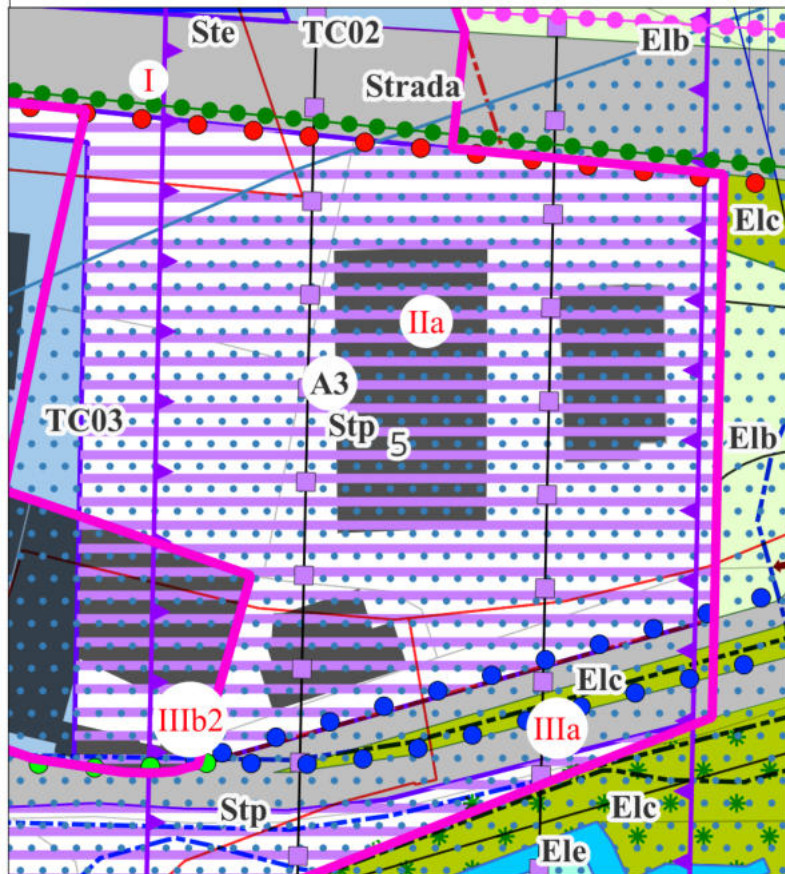 Ste
TC02
Elb
I
Strada
Elc
IIa
A3
TC03
Stp
5
Elb
Elc
IIIb2
IIIa
Stp
Elc
Ele